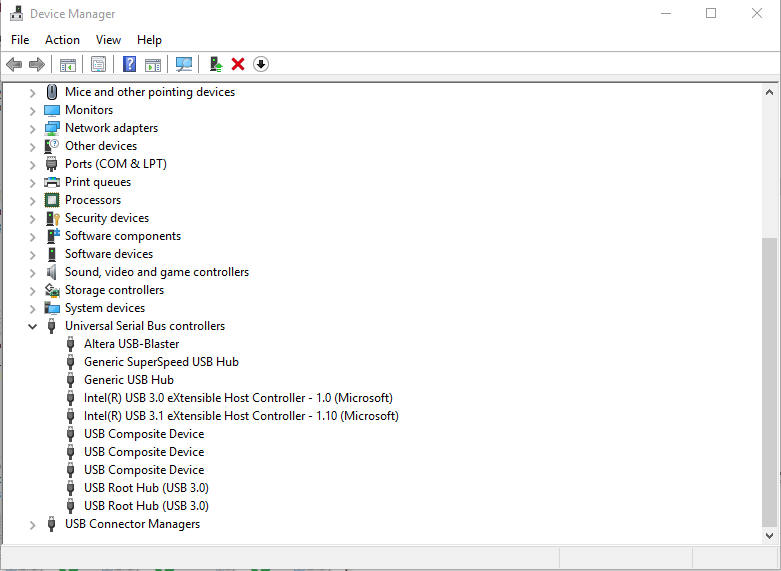 Device Manager
File Action View Help
Mice and other pointing devices
Monitors
Network adapters
Other devices
Ports (COM & LPT)
Print queues
Processors
Security devices
Software components
Software devices
Sound, video and game controllers
Storage controllers
System devices
Universal Serial Bus controllers
Altera USB-Blaster
Generic SuperSpeed USB Hub
Generic USB Hub
Intel(R) USB 3.0 eXtensible Host Controller - 1.0 (Microsoft)
Intel(R) USB 3.1 eXtensible Host Controller - 1.10 (Microsoft)
USB Composite Device
USB Composite Device
USB Composite Device
USB Root Hub (USB 3.0)
USB Root Hub (USB 3.0)
USB Connector Managers